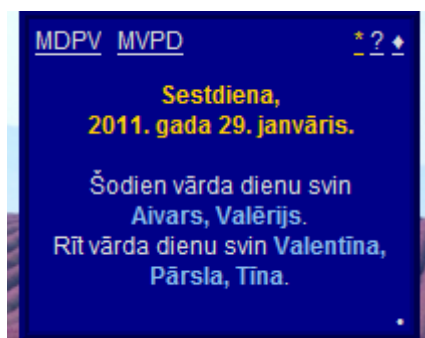 MDPV MVPD * ? ♦
Sestdiena,
2011. gada 29. janvāris.
Šodien vārda dienu svin
Aivars, Valērijs.
Rīt vārda dienu svin Valentīna,
Pārsla, Tīna.